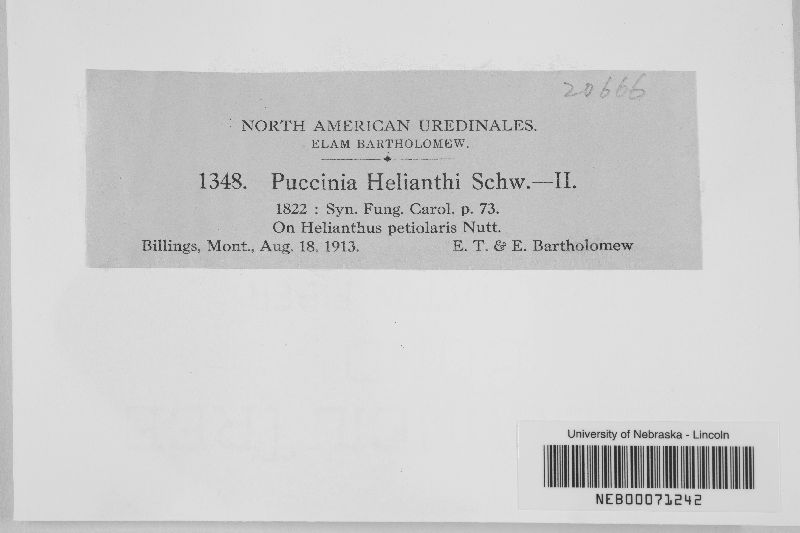 20666
NORTH AMERICAN UREDINALES.
ELAM BARTHOLOMEW.
1348. Puccinia Helianthi Schw.—II.
1822 : Syn. Fung. Carol. p. 73.
On Helianthus petiolaris Nutt.
Billings, Mont., Aug. 18, 1913. E. T. & E. Bartholomew
University of Nebraska - Lincoln
NEB00071242